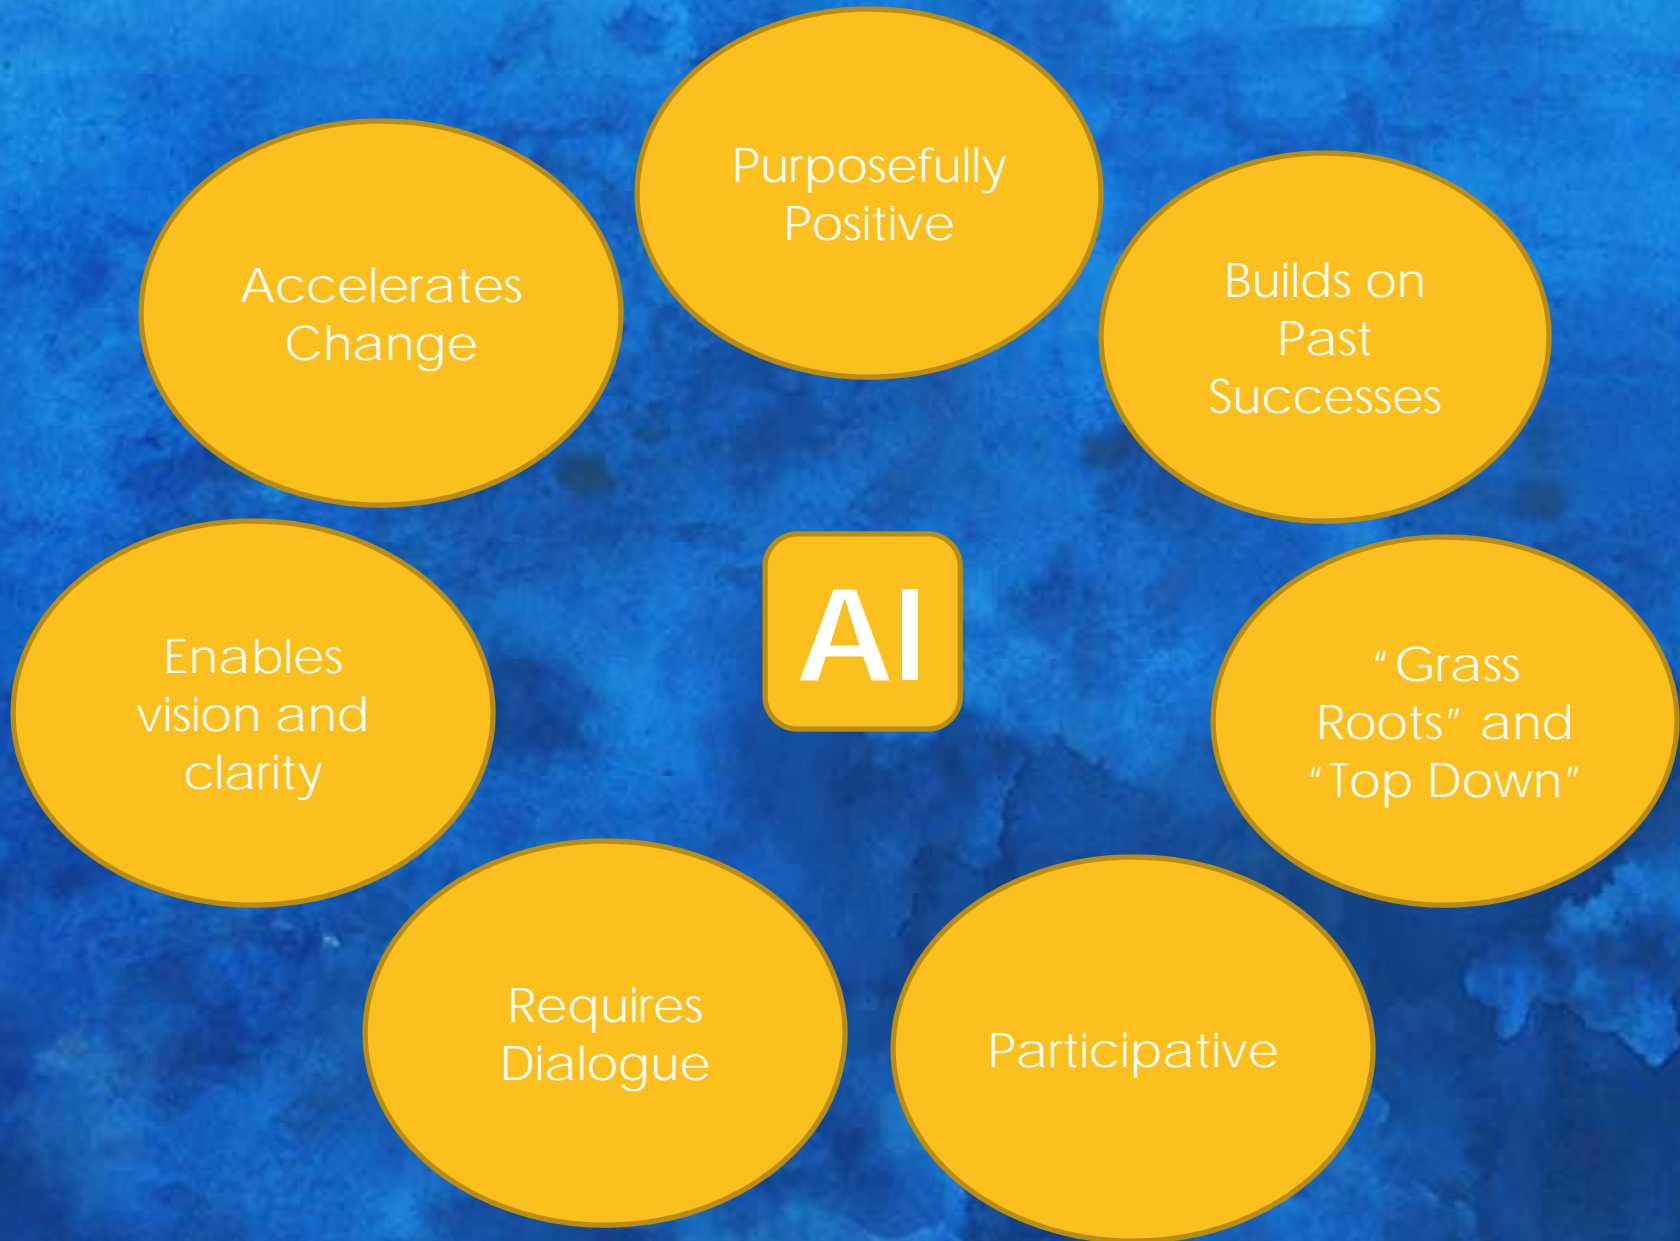 Purposefully
Positive
Builds on
Past
Successes
“Grass
Roots” and
“Top Down”
Participative
Requires
Dialogue
Enables
vision and
clarity
Accelerates
Change
AI